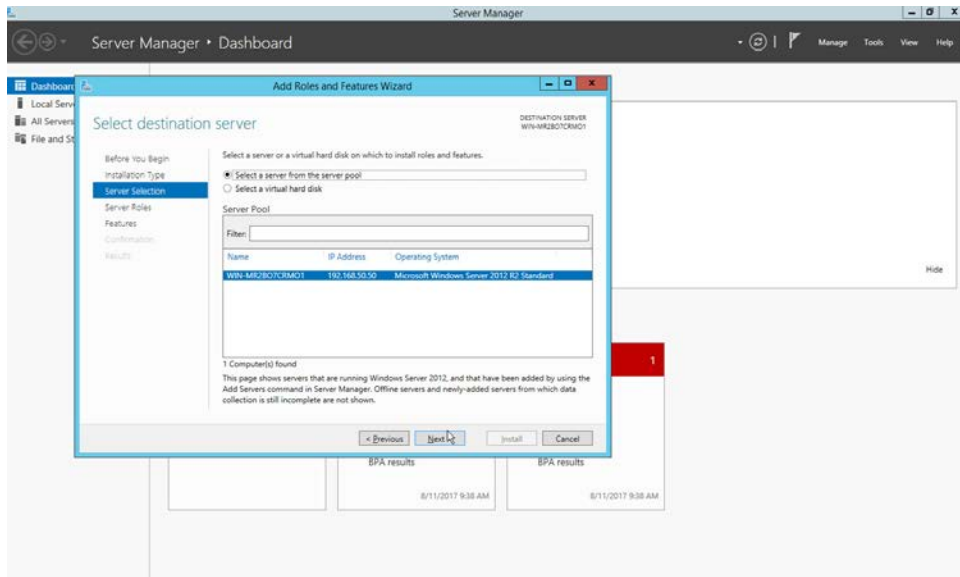 Server Manager
Server Manager • Dashboard
Manage Tools View Help
Dashboard
Local Serv
All Servers
File and St
Add Roles and Features Wizard
Select destination server
DESTINATION SERVER
WIN-MR2BO7CRMO1
Before You Begin
Installation Type
Server Selection
Server Roles
Features
Confirmation
Results
Select a server or a virtual hard disk on which to install roles and features.
Select a server from the server pool
Select a virtual hard disk
Server Pool
Filter:
Name IP Address Operating System
WIN-MR2BO7CRMO1 192.168.50.50 Microsoft Windows Server 2012 R2 Standard
1 Computer(s) found
This page shows servers that are running Windows Server 2012, and that have been added by using the
Add Servers command in Server Manager. Offline servers and newly-added servers from which data
collection is still incomplete are not shown.
< Previous Next Install Cancel
Hide
1
BPA results BPA results
8/11/2017 9:38 AM 8/11/2017 9:38 AM